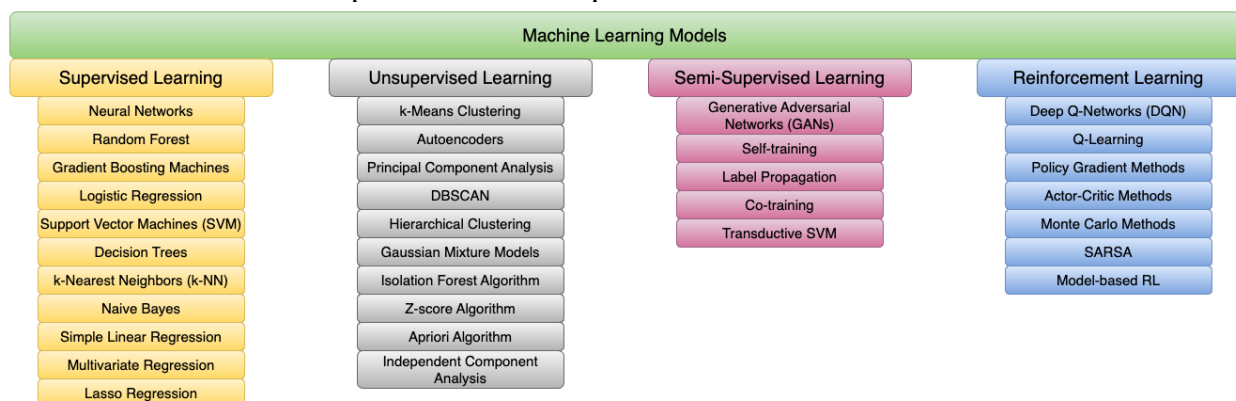 Machine Learning Models
Supervised Learning
Neural Networks
Random Forest
Gradient Boosting Machines
Logistic Regression
Support Vector Machines (SVM)
Decision Trees
k-Nearest Neighbors (k-NN)
Naive Bayes
Simple Linear Regression
Multivariate Regression
Lasso Regression
Unsupervised Learning
k-Means Clustering
Autoencoders
Principal Component Analysis
DBSCAN
Hierarchical Clustering
Gaussian Mixture Models
Isolation Forest Algorithm
Z-score Algorithm
Apriori Algorithm
Independent Component
Analysis
Semi-Supervised Learning
Generative Adversarial
Networks (GANs)
Self-training
Label Propagation
Co-training
Transductive SVM
Reinforcement Learning
Deep Q-Networks (DQN)
Q-Learning
Policy Gradient Methods
Actor-Critic Methods
Monte Carlo Methods
SARSA
Model-based RL